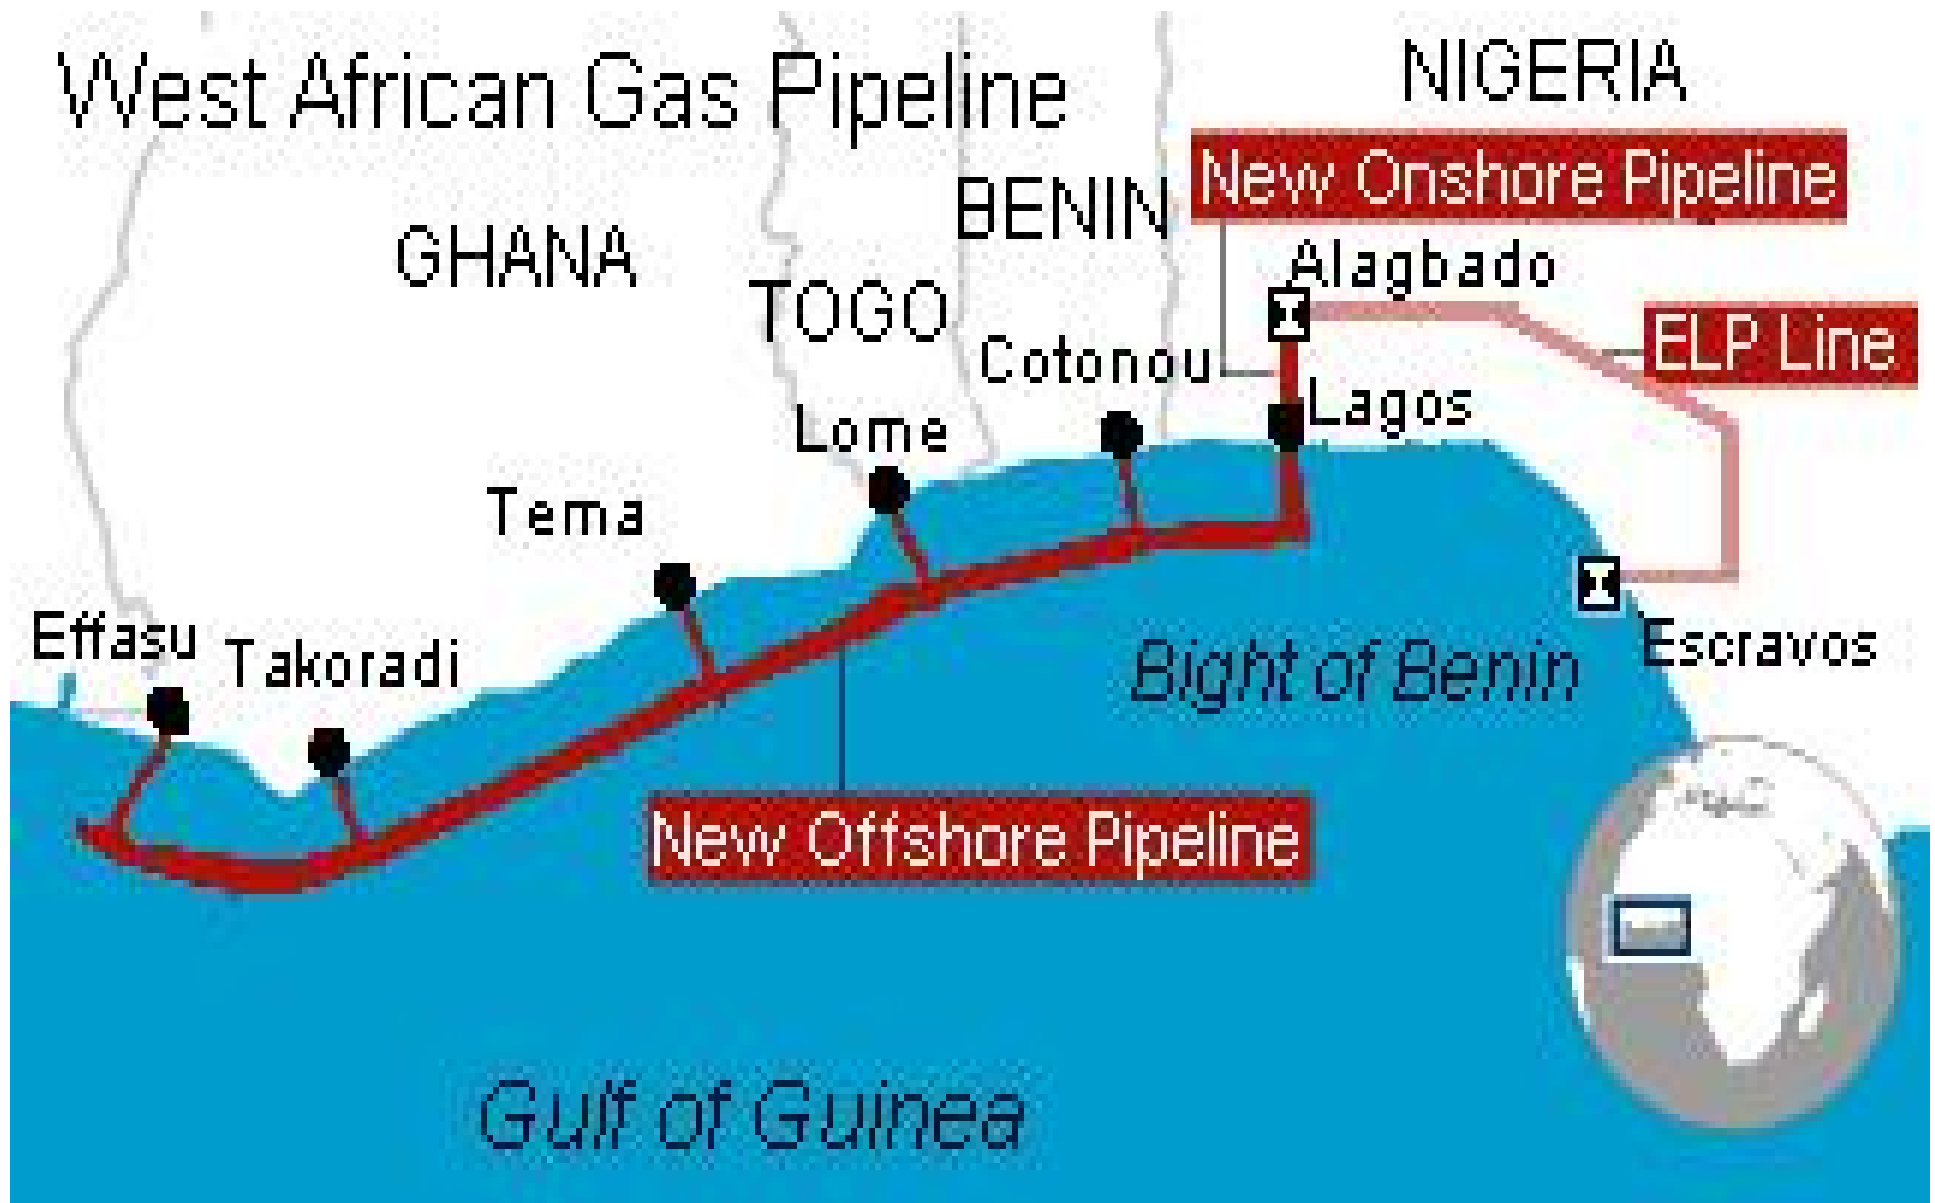 West African Gas Pipeline
NIGERIA
New Onshore Pipeline
BENIN
GHANA
Alagbado
TOGO
ELP Line
Cotonou
Lagos
Lome
Tema
Effasu
Takoradi
Bight of Benin
Escravos
New Offshore Pipeline
Gulf of Guinea